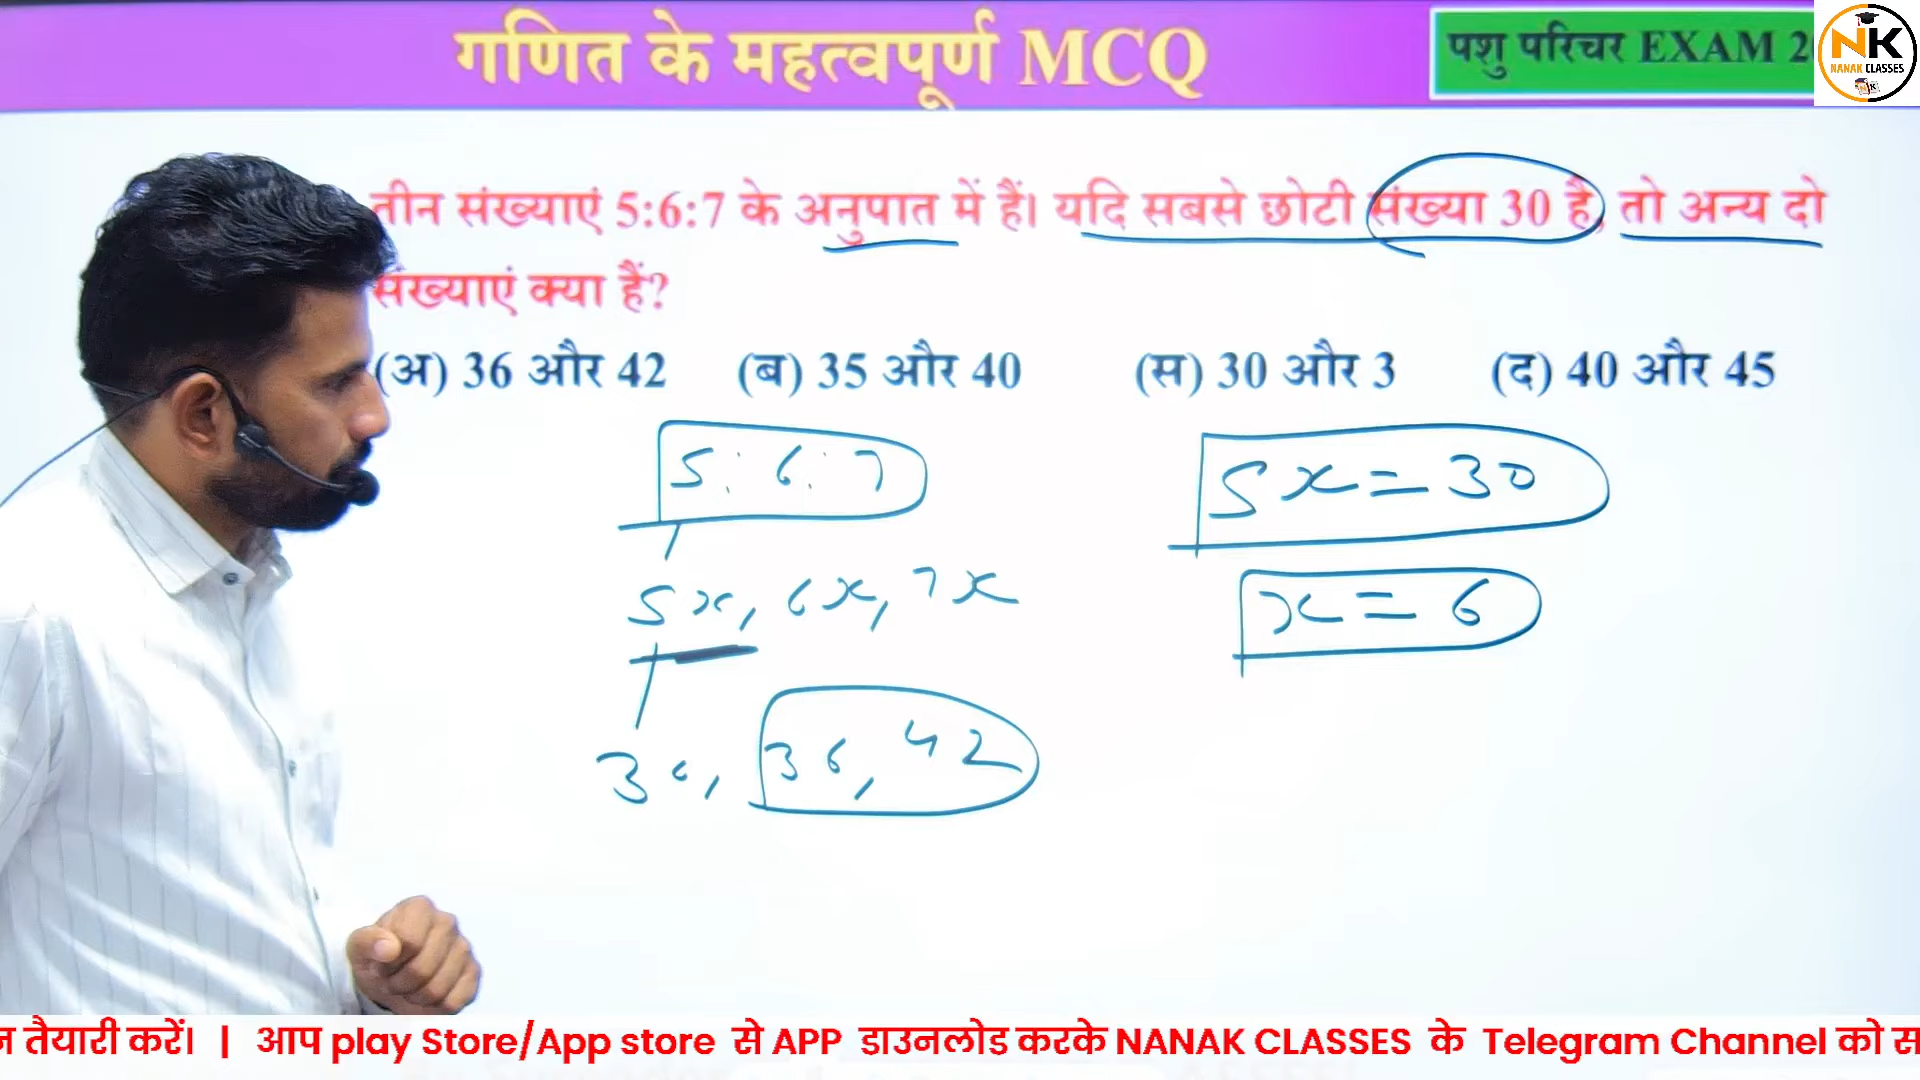 गणित के महत्वपूर्ण MCQ
पशु परिचर EXAM 2
NK
NANAK CLASSES
तीन संख्याएं 5:6:7 के अनुपात में हैं। यदि सबसे छोटी संख्या 30 है, तो अन्य दो
संख्याएं क्या हैं?
(अ) 36 और 42 (ब) 35 और 40 (स) 30 और 3 (द) 40 और 45
5 : 6 : 7
5x = 30
5x, 6x, 7x
x = 6
30, 36, 42
न तैयारी करें। | आप play Store/App store से APP डाउनलोड करके NANAK CLASSES के Telegram Channel को स